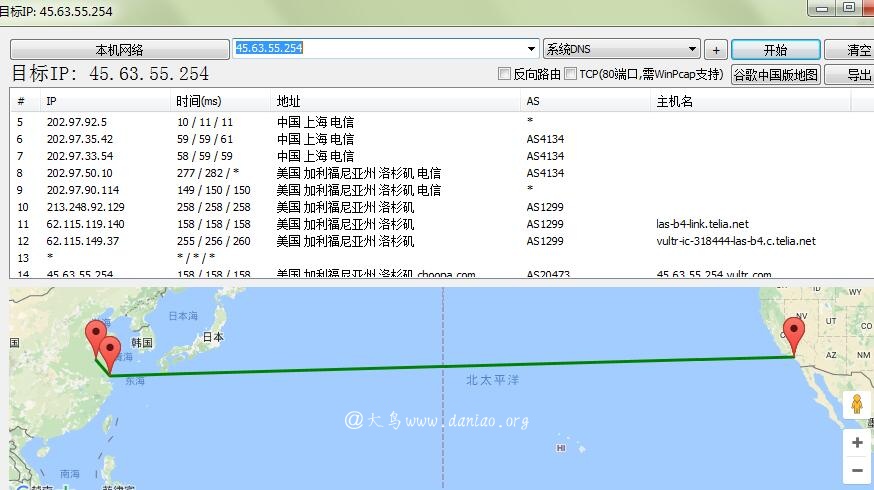 目标IP: 45.63.55.254
本机网络 45.63.55.254 系统DNS + 开始 清空
目标IP: 45.63.55.254 反向路由 TCP(80端口,需WinPcap支持) 谷歌中国版地图 导出
# IP 时间(ms) 地址 AS 主机名
5 202.97.92.5 10 / 11 / 11 中国 上海 电信 *
6 202.97.35.42 59 / 59 / 61 中国 上海 电信 AS4134
7 202.97.33.54 58 / 59 / 59 中国 上海 电信 AS4134
8 202.97.50.10 277 / 282 / * 美国 加利福尼亚州 洛杉矶 电信 AS4134
9 202.97.90.114 149 / 150 / 150 美国 加利福尼亚州 洛杉矶 电信 *
10 213.248.92.129 258 / 258 / 258 美国 加利福尼亚州 洛杉矶 AS1299
11 62.115.119.140 158 / 158 / 158 美国 加利福尼亚州 洛杉矶 AS1299 las-b4-link.telia.net
12 62.115.149.37 255 / 256 / 260 美国 加利福尼亚州 洛杉矶 AS1299 vultr-ic-318444-las-b4.c.telia.net
13 * * / * / *
14 45.63.55.254 158 / 158 / 158 美国 加利福尼亚州 洛杉矶 choopa.com AS20473 45.63.55.254.vultr.com
ID WY
日本海
NV UT CO
国 韩国 日本
黄海 AZ NM
东海 北太平洋
@大鸟www.daniao.org
HI
+
南海
−